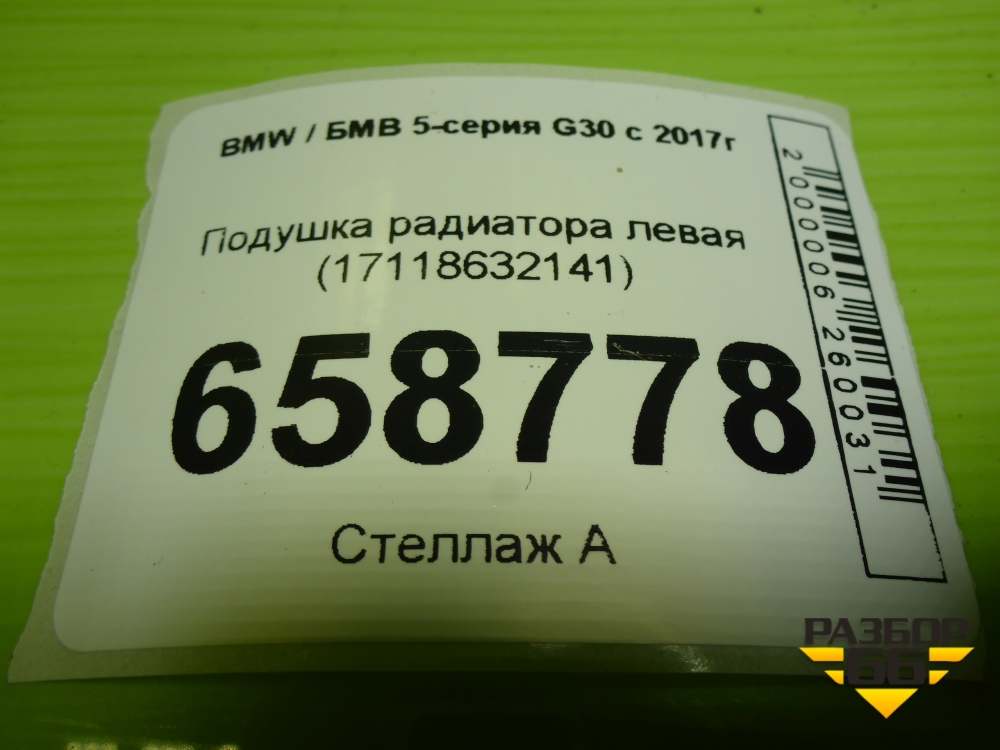 BMW / БМВ 5-серия G30 с 2017г
Подушка радиатора левая
(17118632141)
658778
Стеллаж А
2000006260031
РАЗБОР
66